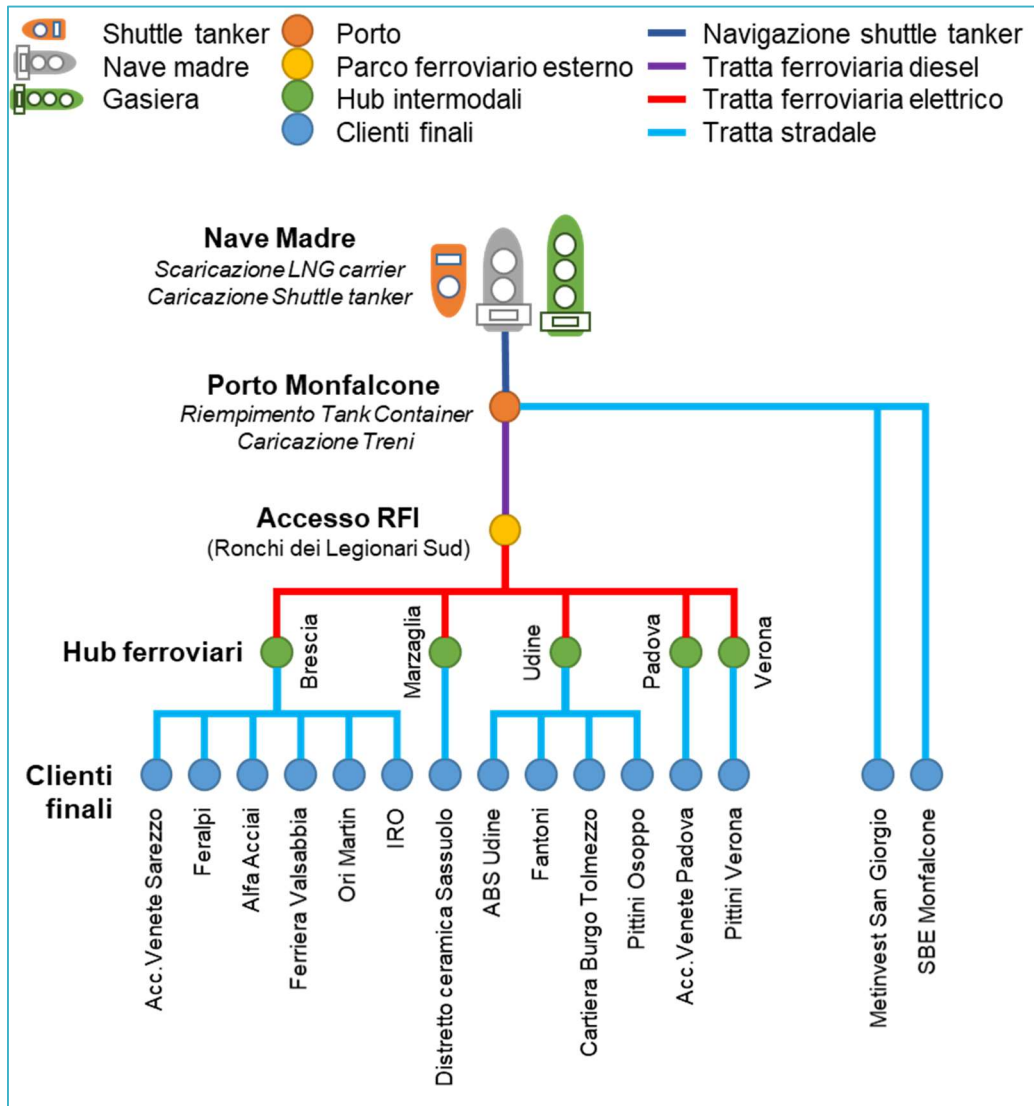 Shuttle tanker
Nave madre
Gasiera
Porto
Parco ferroviario esterno
Hub intermodali
Clienti finali
Navigazione shuttle tanker
Tratta ferroviaria diesel
Tratta ferroviaria elettrico
Tratta stradale
Nave Madre
Scaricazione LNG carrier
Caricazione Shuttle tanker
Porto Monfalcone
Riempimento Tank Container
Caricazione Treni
Accesso RFI
(Ronchi dei Legionari Sud)
Hub ferroviari
Brescia
Marzaglia
Udine
Padova
Verona
Clienti
finali
Acc.Venete Sarezzo
Feralpi
Alfa Acciai
Ferriera Valsabbia
Ori Martin
IRO
Distretto ceramica Sassuolo
ABS Udine
Fantoni
Cartiera Burgo Tolmezzo
Pittini Osoppo
Acc.Venete Padova
Pittini Verona
Metinvest San Giorgio
SBE Monfalcone